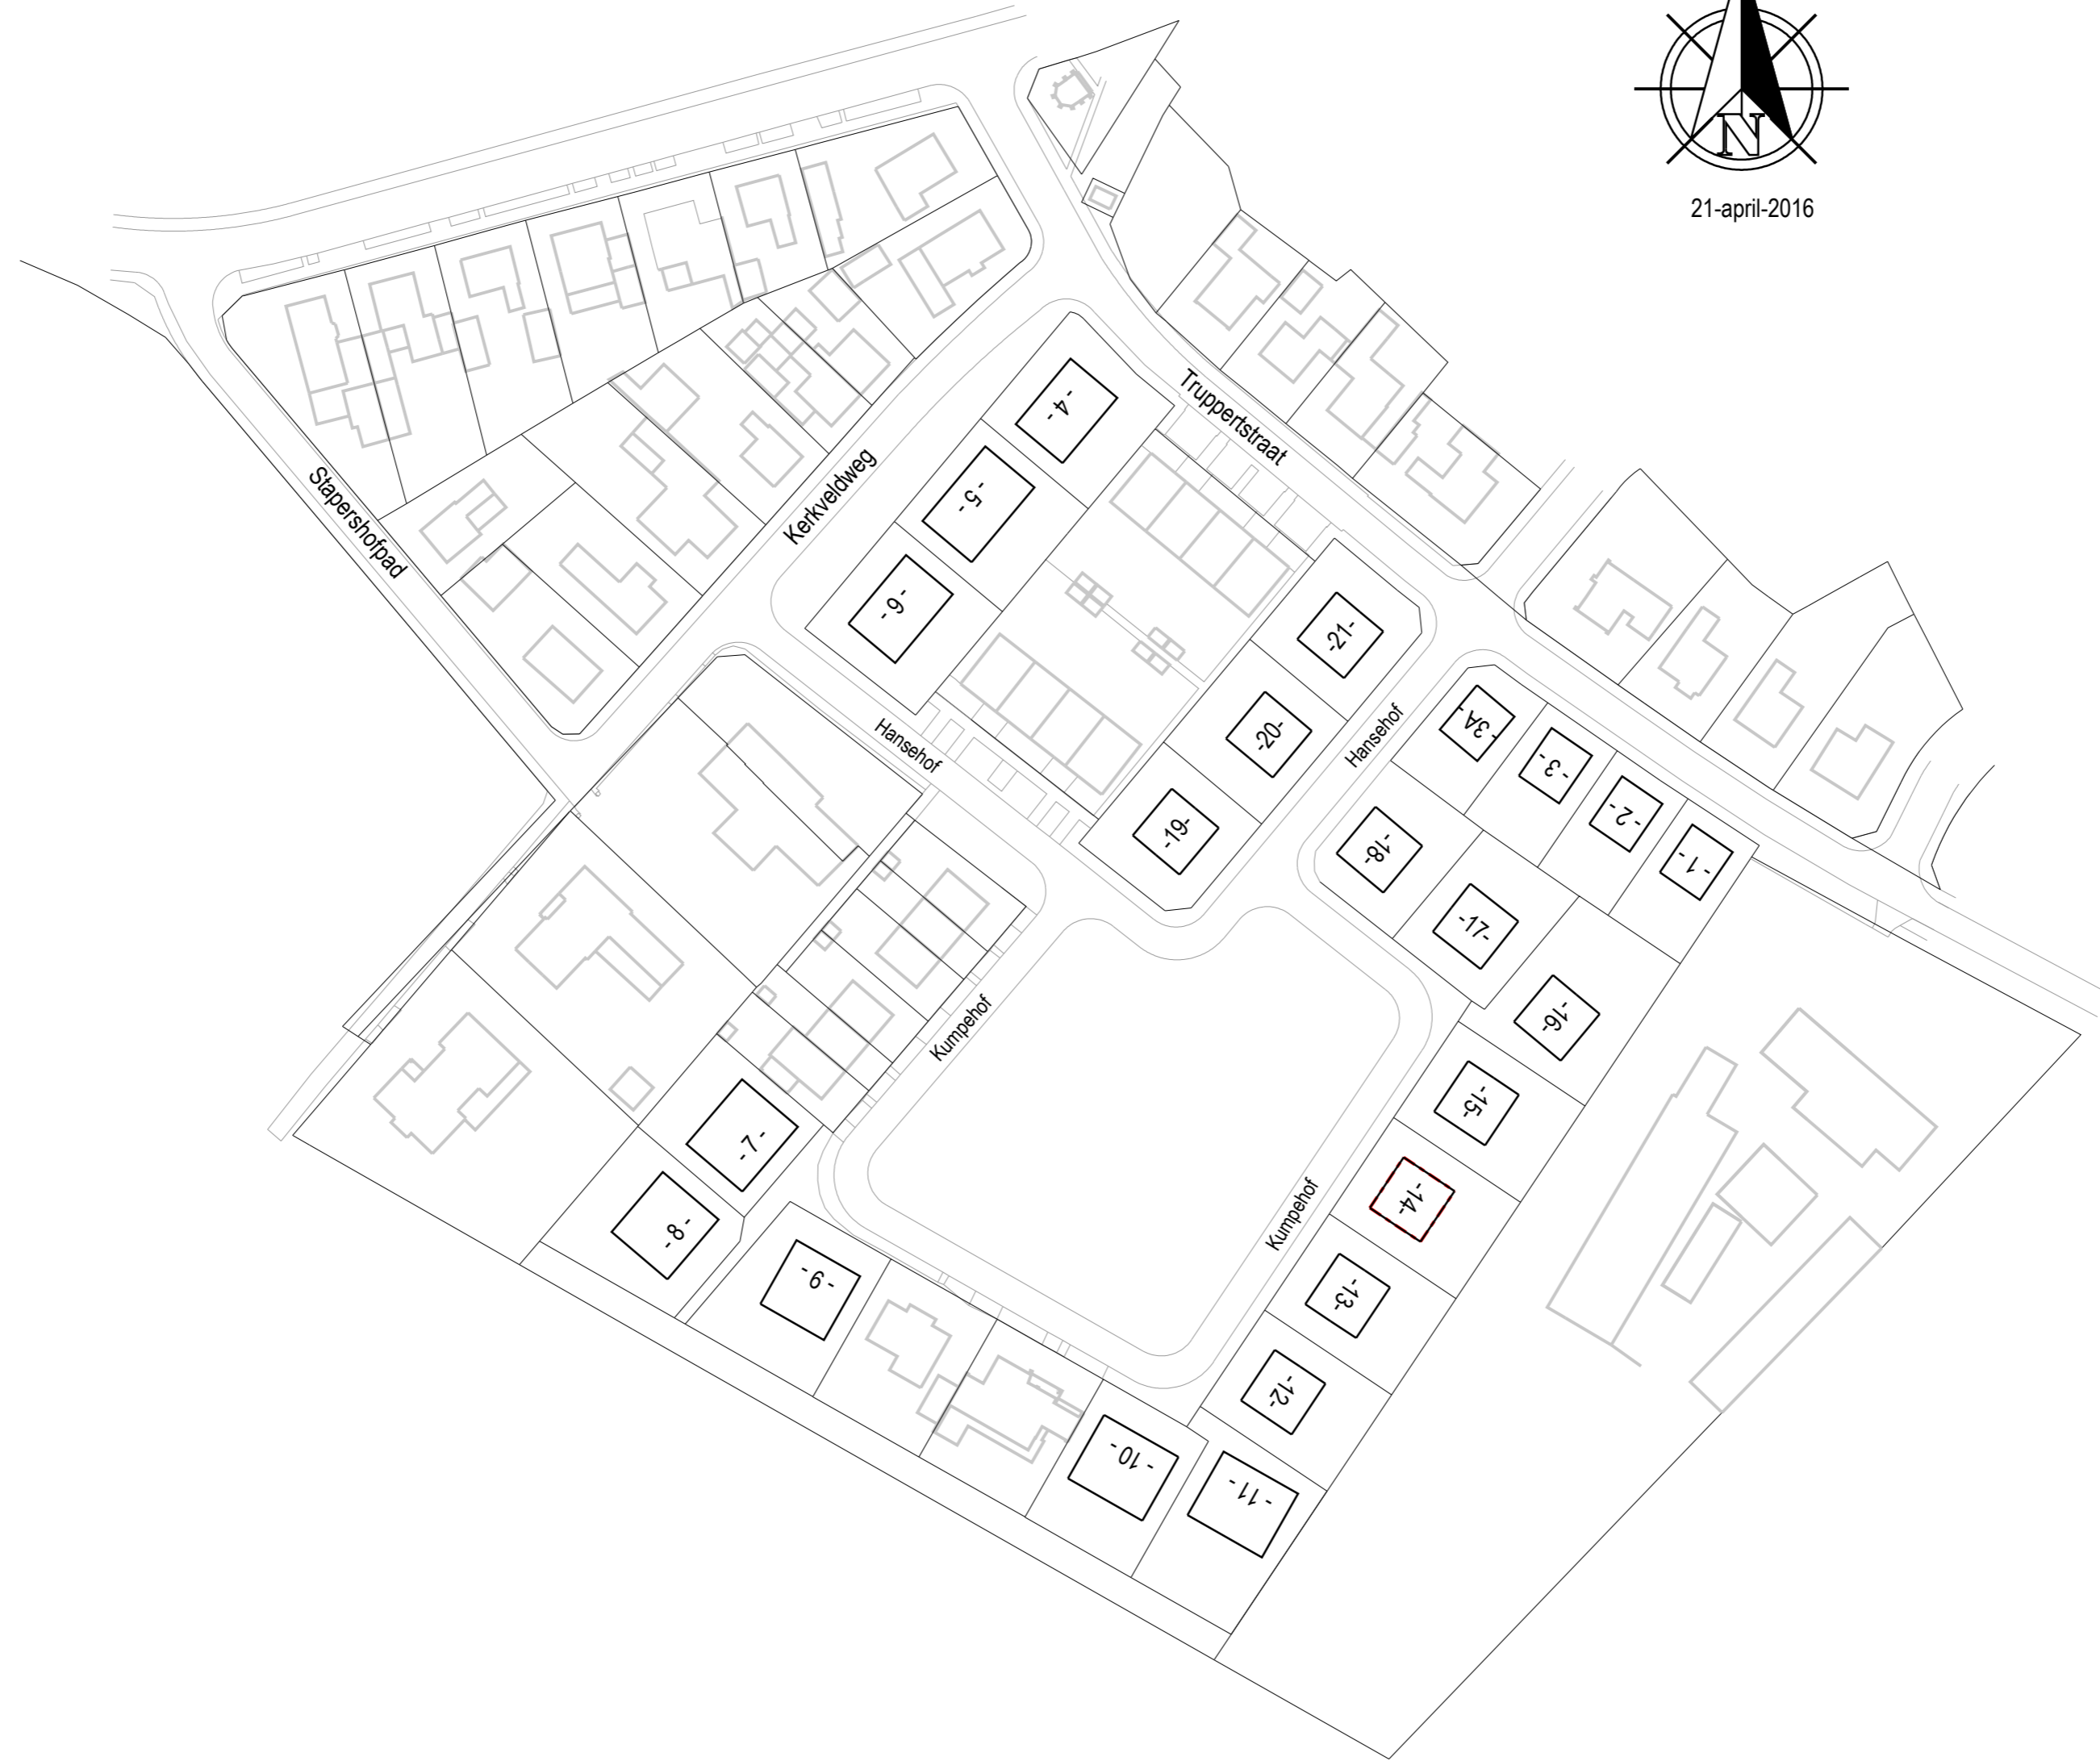 N
21-april-2016
Truppertstraat
Kerkveldweg
Stapershofpad
Hansehof
Hansehof
Kumpehof
Kumpehof
- 4 -
- 5 -
- 6 -
-21-
-20-
-19-
-3A-
- 3 -
- 2 -
- 1 -
-18-
-17-
-16-
-15-
-14-
-13-
-12-
- 11 -
- 10 -
- 9 -
- 8 -
- 7 -